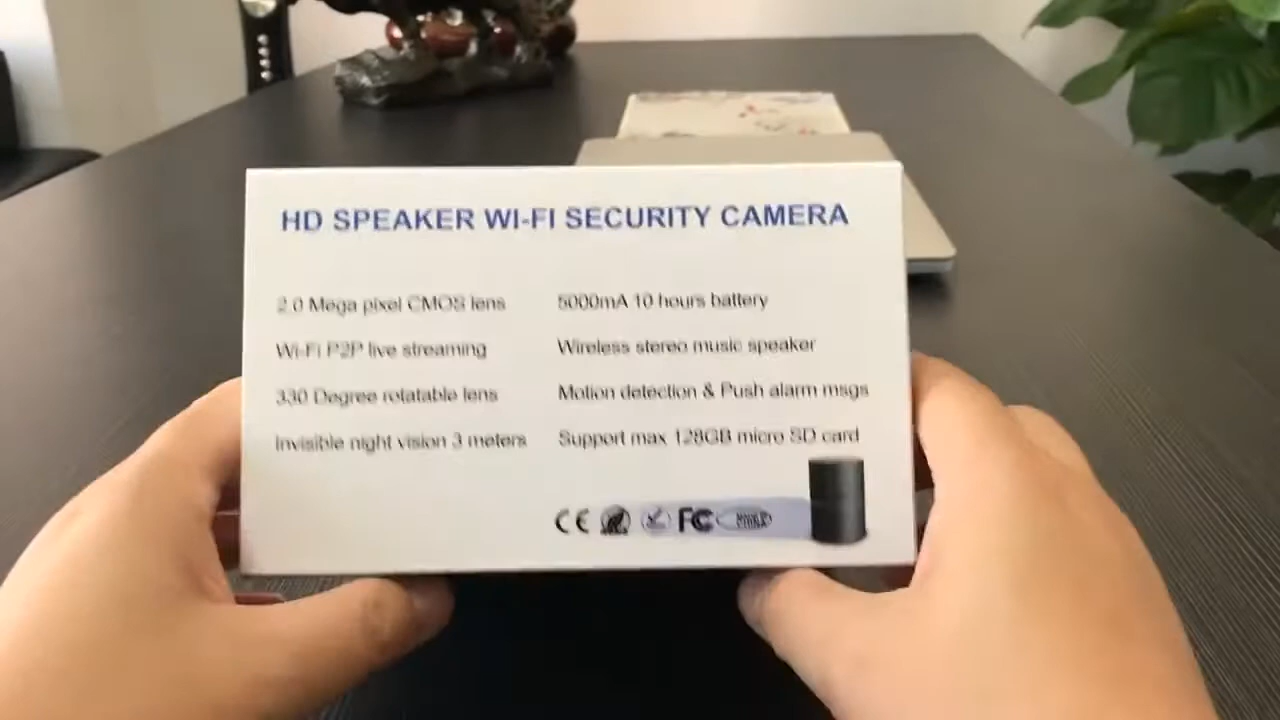 HD SPEAKER WI-FI SECURITY CAMERA
2.0 Mega pixel CMOS lens
Wi-Fi P2P live streaming
330 Degree rotatable lens
Invisible night vision 3 meters
5000mA 10 hours battery
Wireless stereo music speaker
Motion detection & Push alarm msgs
Support max 128GB micro SD card
CE FC